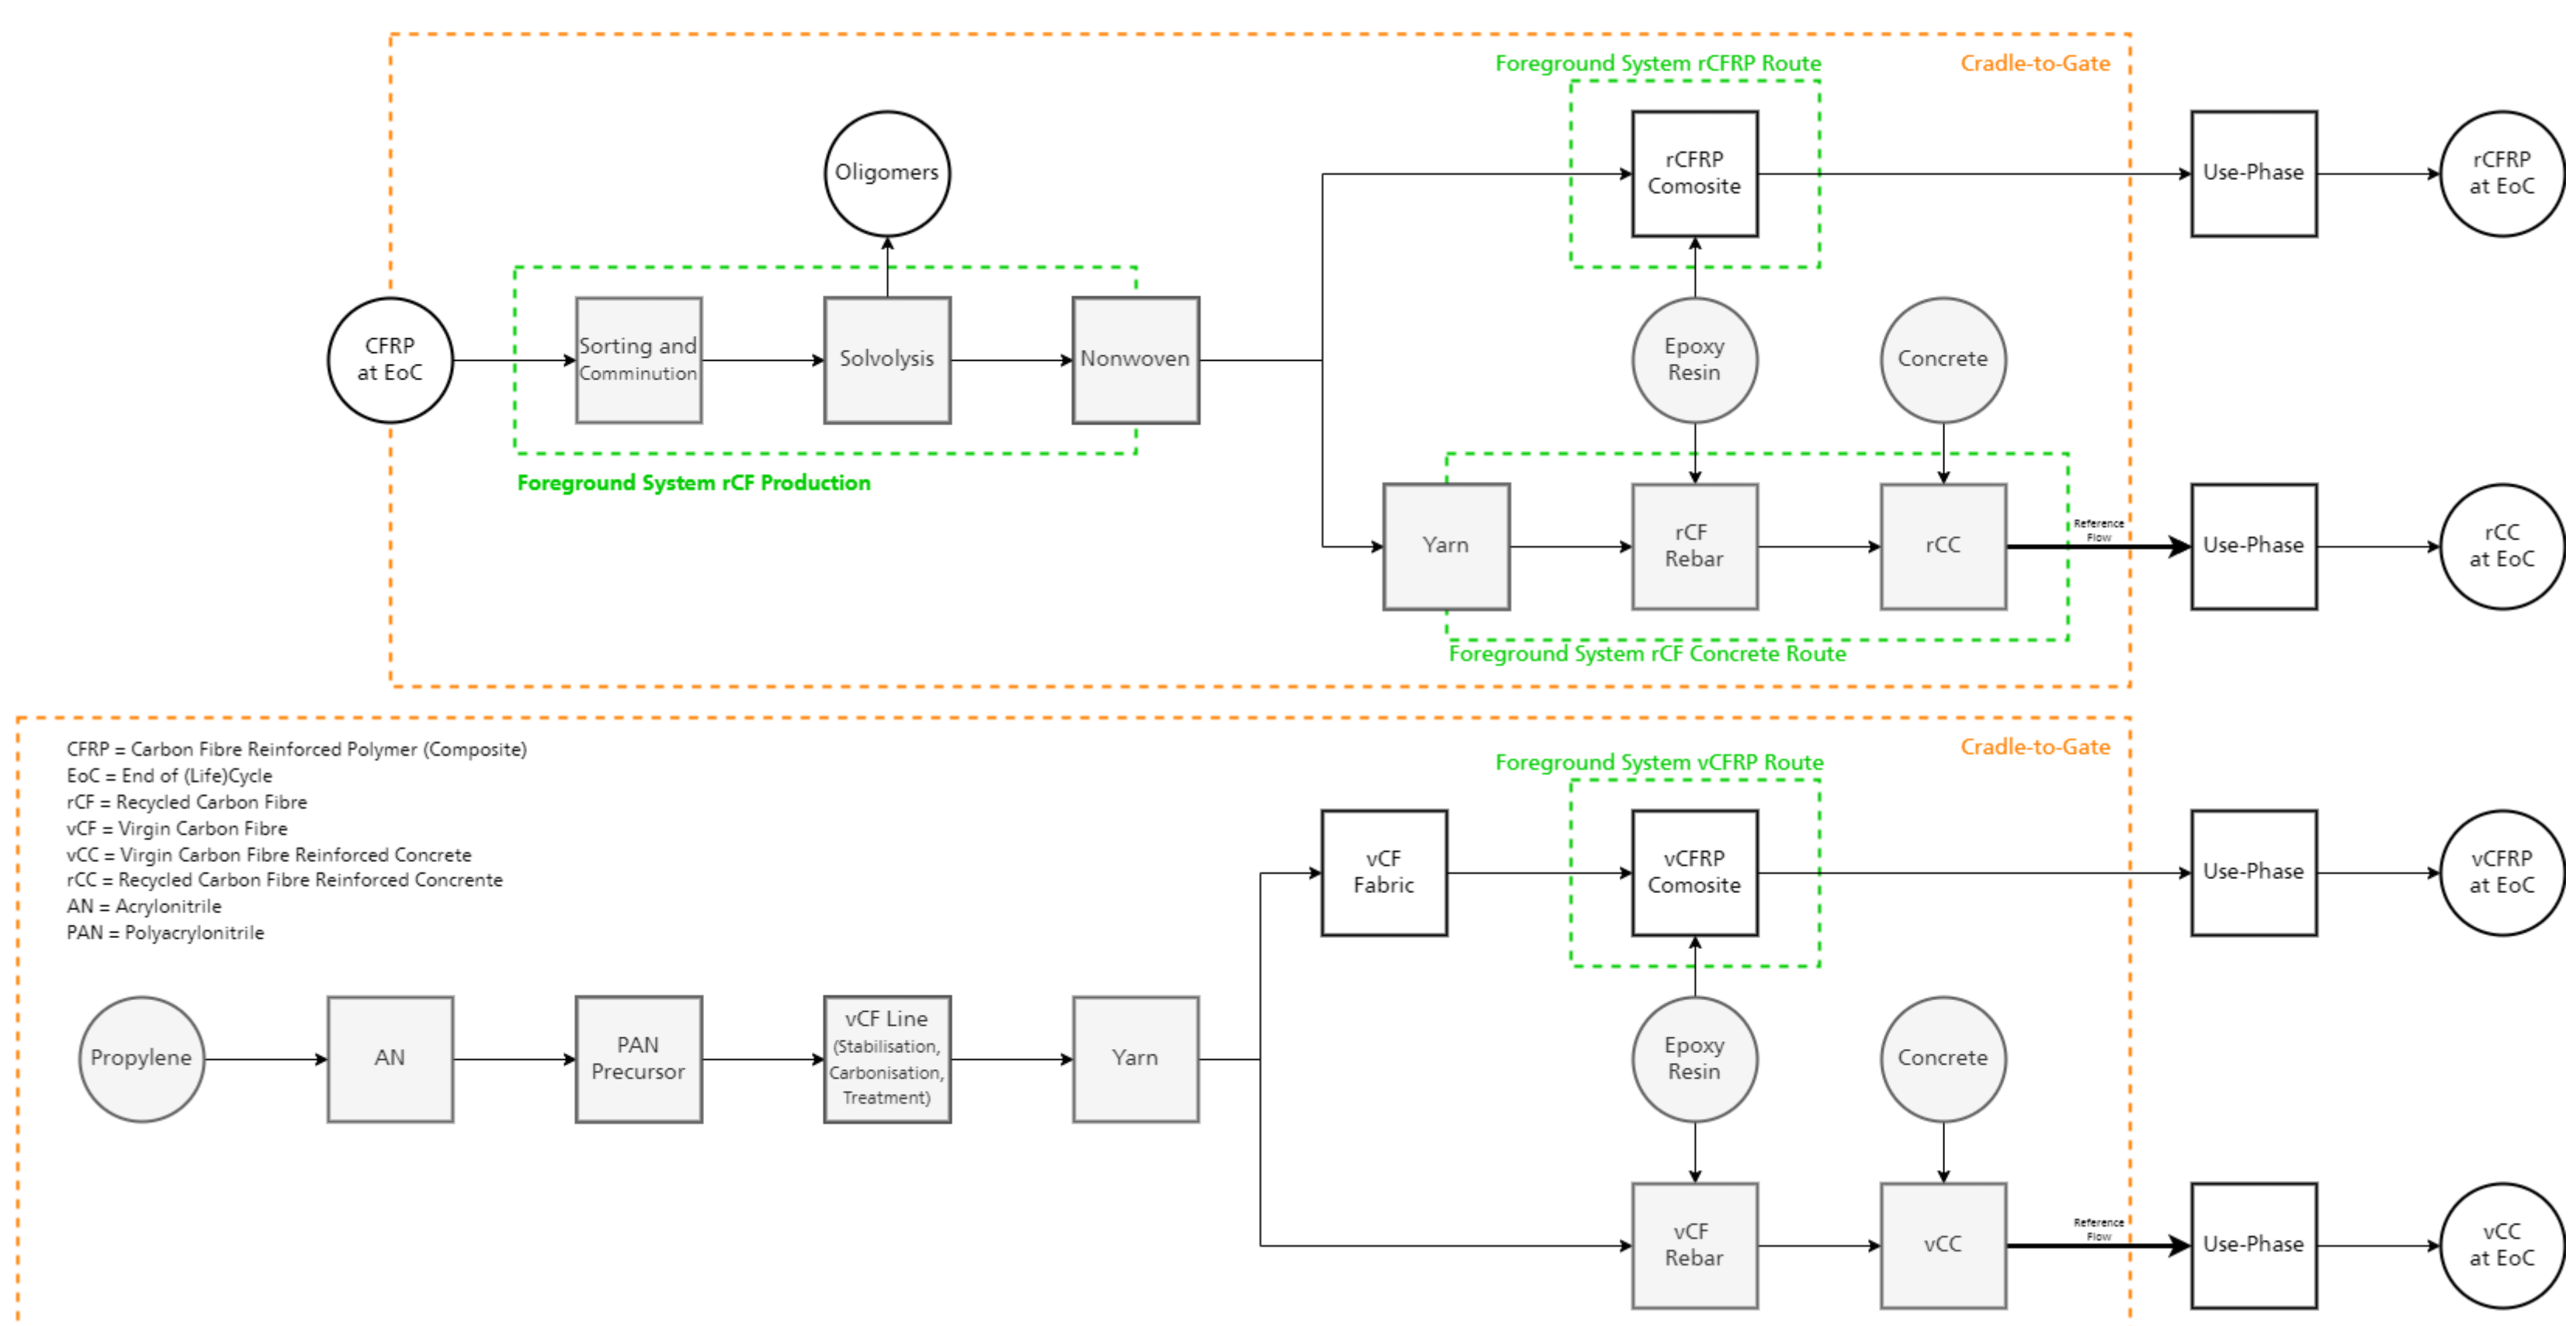 Foreground System rCFRP Route
Cradle-to-Gate
Oligomers
rCFRP
Comosite
Use-Phase
rCFRP
at EoC
CFRP
at EoC
Sorting and
Comminution
Solvolysis
Nonwoven
Epoxy
Resin
Concrete
Foreground System rCF Production
Yarn
rCF
Rebar
rCC
Reference
Flow
Use-Phase
rCC
at EoC
Foreground System rCF Concrete Route
CFRP = Carbon Fibre Reinforced Polymer (Composite)
EoC = End of (Life)Cycle
rCF = Recycled Carbon Fibre
vCF = Virgin Carbon Fibre
vCC = Virgin Carbon Fibre Reinforced Concrete
rCC = Recycled Carbon Fibre Reinforced Concrente
AN = Acrylonitrile
PAN = Polyacrylonitrile
Foreground System vCFRP Route
Cradle-to-Gate
vCF
Fabric
vCFRP
Comosite
Use-Phase
vCFRP
at EoC
Propylene
AN
PAN
Precursor
vCF Line
(Stabilisation,
Carbonisation,
Treatment)
Yarn
Epoxy
Resin
Concrete
vCF
Rebar
vCC
Reference
Flow
Use-Phase
vCC
at EoC